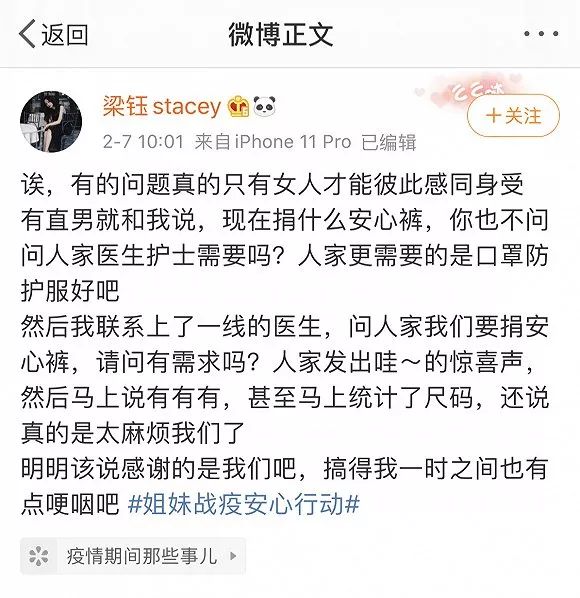 返回
微博正文
梁钰stacey
2-7 10:01 来自iPhone 11 Pro 已编辑
+关注
诶，有的问题真的只有女人才能彼此感同身受
有直男就和我说，现在捐什么安心裤，你也不问
问人家医生护士需要吗？人家更需要的是口罩防
护服好吧
然后我联系上了一线的医生，问人家我们要捐安
心裤，请问有需求吗？人家发出哇～的惊喜声，
然后马上说有有有，甚至马上统计了尺码，还说
真的是太麻烦我们了
明明该说感谢的是我们吧，搞得我一时之间也有
点哽咽吧 #姐妹战疫安心行动#
疫情期间那些事儿